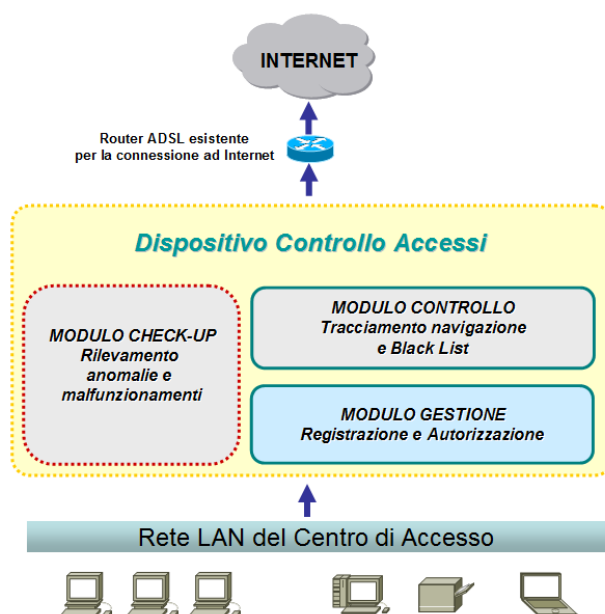 INTERNET
Router ADSL esistente
per la connessione ad Internet
Dispositivo Controllo Accessi
MODULO CHECK-UP
Rilevamento
anomalie e
malfunzionamenti
MODULO CONTROLLO
Tracciamento navigazione
e Black List
MODULO GESTIONE
Registrazione e Autorizzazione
Rete LAN del Centro di Accesso